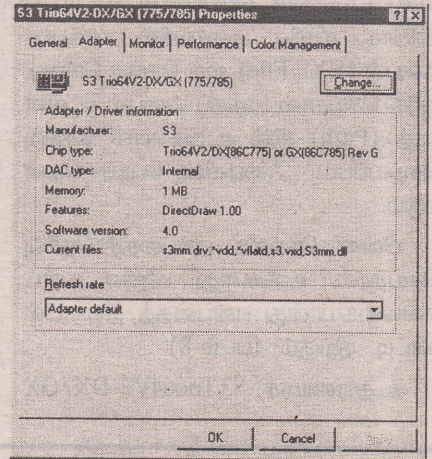 S3 Trio64V2-DX/GX (775/785) Properties
General Adapter Monitor Performance Color Management
S3 Trio64V2-DX/GX (775/785)
Change...
Adapter / Driver information
Manufacturer: S3
Chip type: Trio64V2/DX(86C775) or GX(86C785) Rev G
DAC type: Internal
Memory: 1 MB
Features: DirectDraw 1.00
Software version: 4.0
Current files: s3mm.drv,*vdd,*vflatd,s3.vxd,S3mm.dll
Refresh rate
Adapter default
OK Cancel